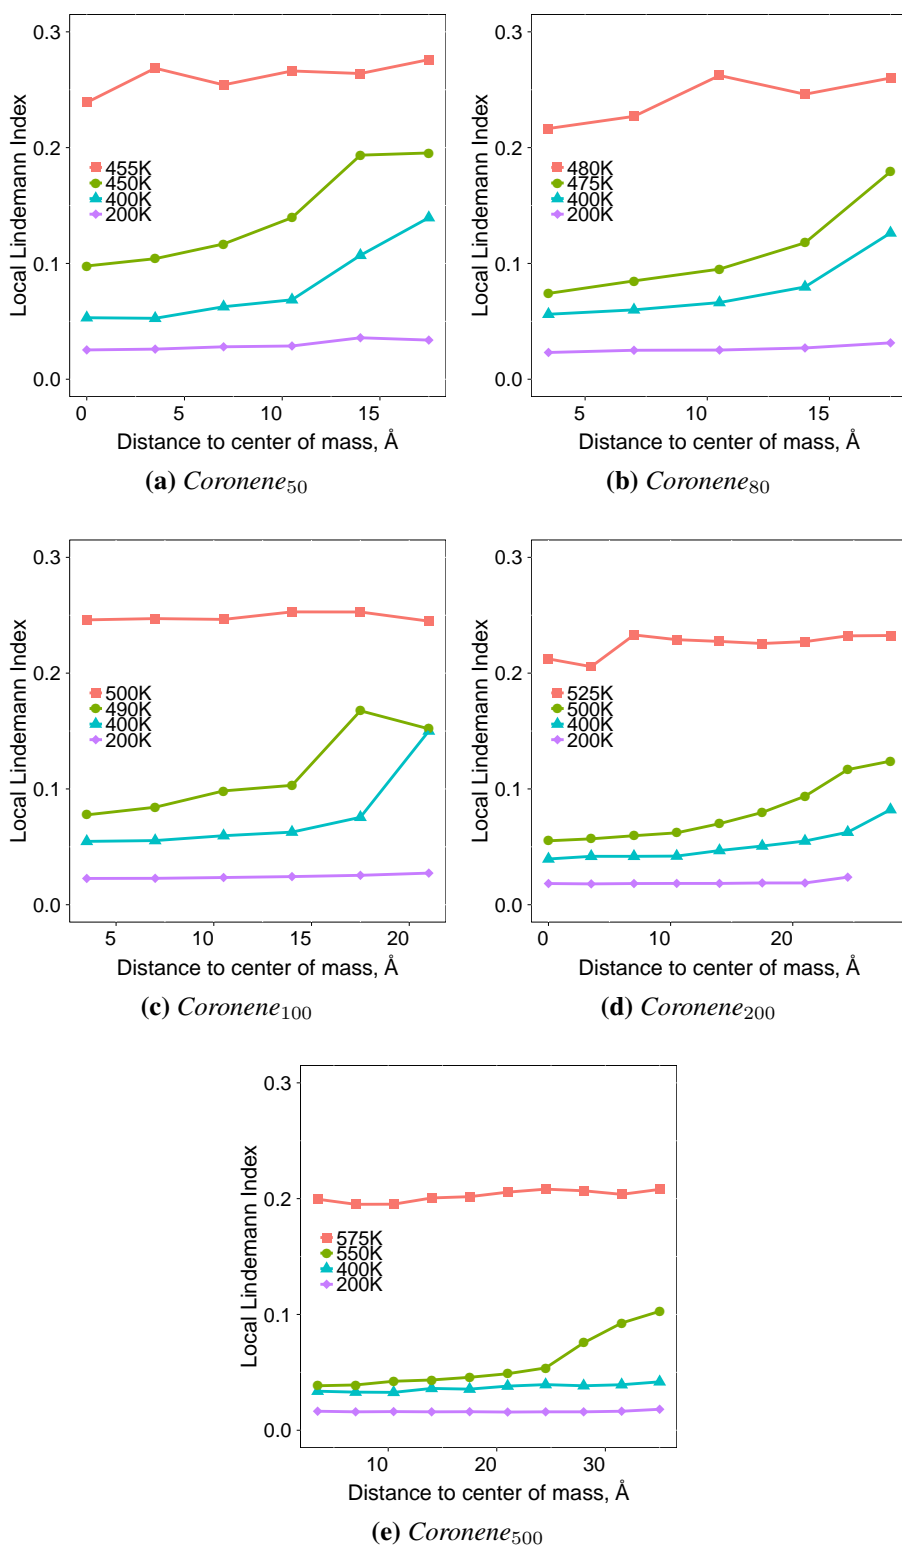 0.3
0.2
0.1
0.0
Local Lindemann Index
455K
450K
400K
200K
0 5 10 15
Distance to center of mass, Å
(a) Coronene₅₀
0.3
0.2
0.1
0.0
Local Lindemann Index
480K
475K
400K
200K
5 10 15
Distance to center of mass, Å
(b) Coronene₈₀
0.3
0.2
0.1
0.0
Local Lindemann Index
500K
490K
400K
200K
5 10 15 20
Distance to center of mass, Å
(c) Coronene₁₀₀
0.3
0.2
0.1
0.0
Local Lindemann Index
525K
500K
400K
200K
0 10 20
Distance to center of mass, Å
(d) Coronene₂₀₀
0.3
0.2
0.1
0.0
Local Lindemann Index
575K
550K
400K
200K
10 20 30
Distance to center of mass, Å
(e) Coronene₅₀₀